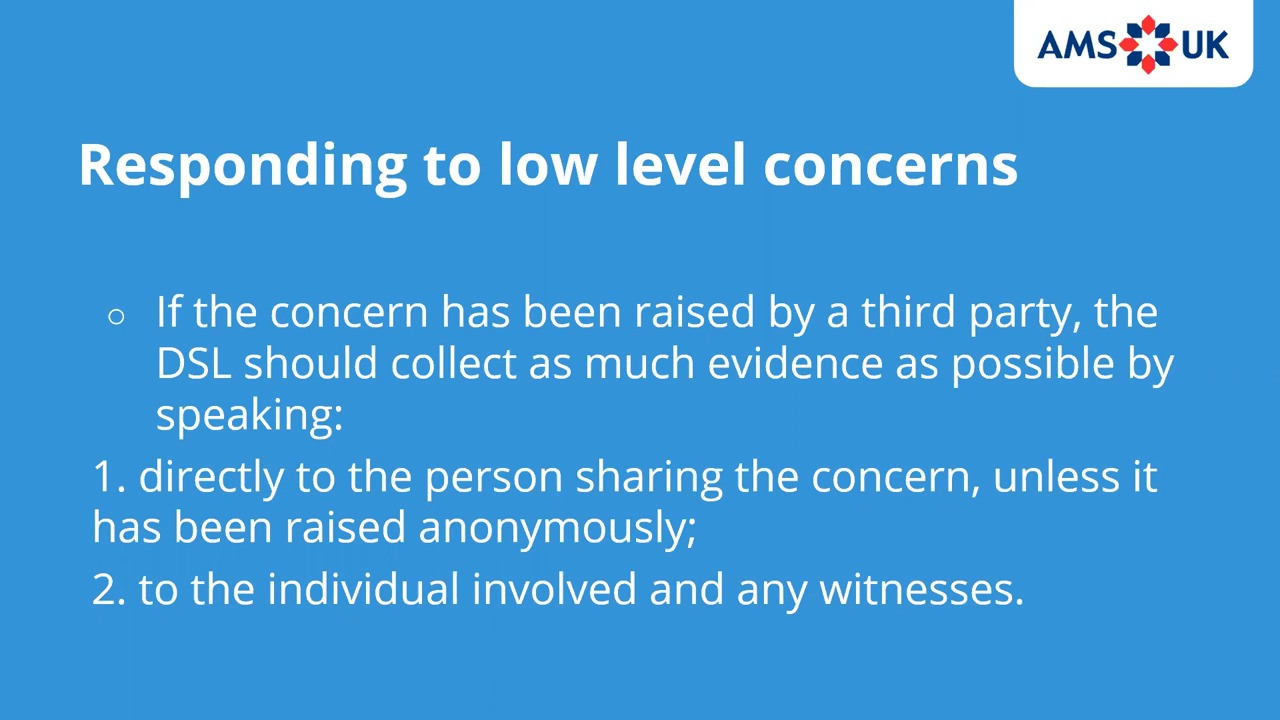 AMS UK
Responding to low level concerns
○ If the concern has been raised by a third party, the
DSL should collect as much evidence as possible by
speaking:
1. directly to the person sharing the concern, unless it
has been raised anonymously;
2. to the individual involved and any witnesses.